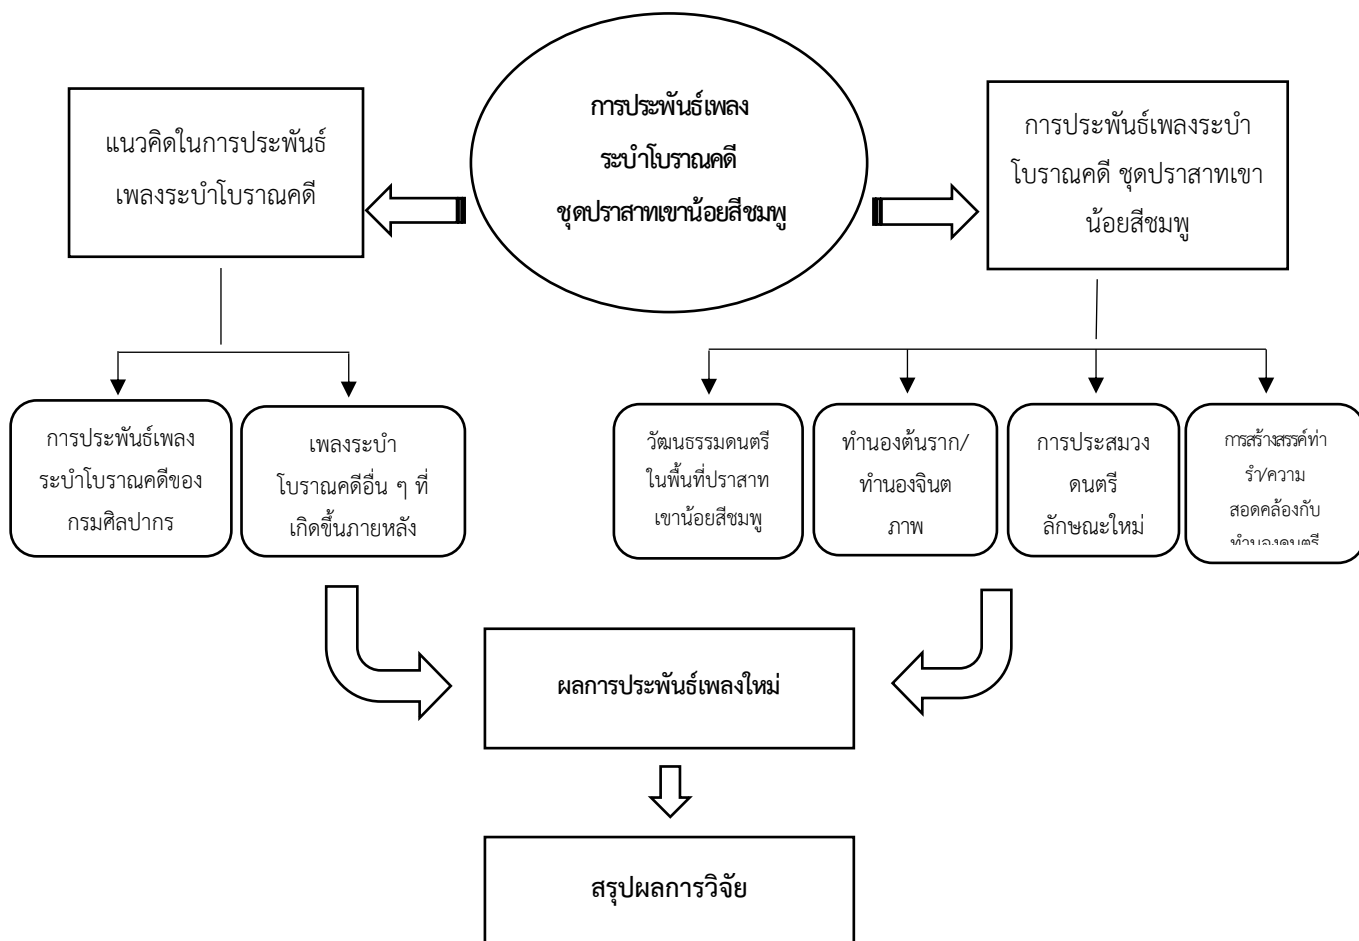 การประพันธ์เพลง
ระบำโบราณคดี
ชุดปราสาทเขาน้อยสีชมพู
แนวคิดในการประพันธ์
เพลงระบำโบราณคดี
การประพันธ์เพลงระบำ
โบราณคดี ชุดปราสาทเขา
น้อยสีชมพู
การประพันธ์เพลง
ระบำโบราณคดีของ
กรมศิลปากร
เพลงระบำ
โบราณคดีอื่น ๆ ที่
เกิดขึ้นภายหลัง
วัฒนธรรมดนตรี
ในพื้นที่ปราสาท
เขาน้อยสีชมพู
ทำนองต้นราก/
ทำนองจินต
ภาพ
การประสมวง
ดนตรี
ลักษณะใหม่
การสร้างสรรค์ท่า
รำ/ความ
สอดคล้องกับ
ทำนองดนตรี
ผลการประพันธ์เพลงใหม่
สรุปผลการวิจัย